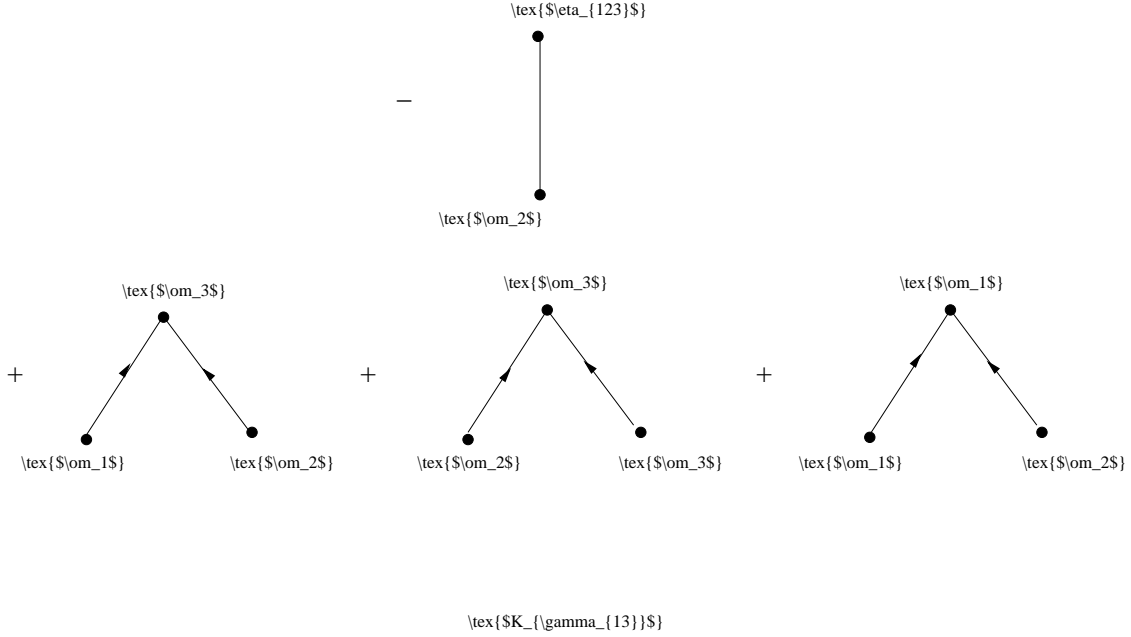 \tex{$\eta_{123}$}
−
\tex{$\om_2$}
\tex{$\om_3$} \tex{$\om_3$} \tex{$\om_1$}
+ + +
\tex{$\om_1$} \tex{$\om_2$} \tex{$\om_2$} \tex{$\om_3$} \tex{$\om_1$} \tex{$\om_2$}
\tex{$K_{\gamma_{13}}$}